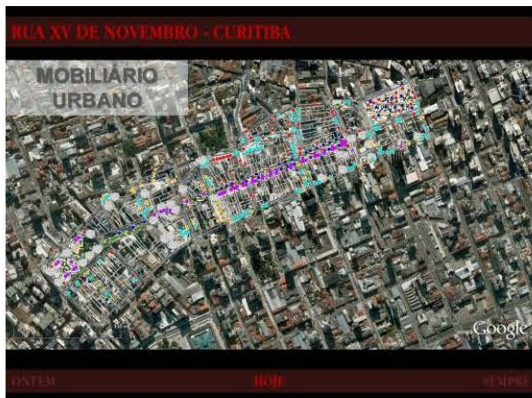 RUA XV DE NOVEMBRO - CURITIBA
MOBILIÁRIO
URBANO
Google
ONTEM HOJE SEMPRE